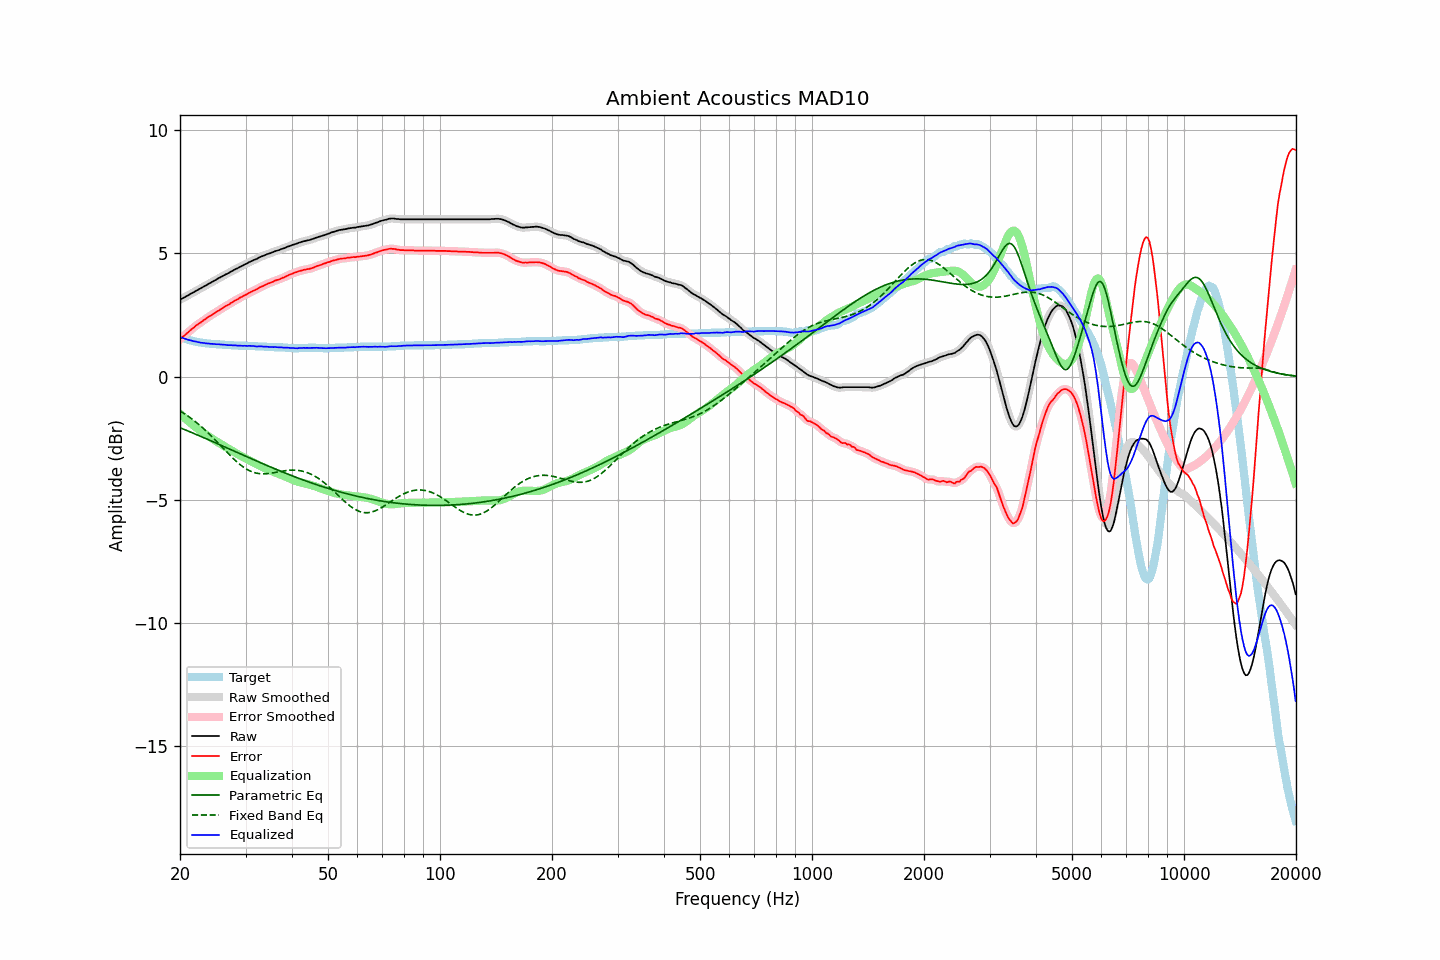 Ambient Acoustics MAD10
Amplitude (dBr)
10
5
0
−5
−10
−15
Target
Raw Smoothed
Error Smoothed
Raw
Error
Equalization
Parametric Eq
Fixed Band Eq
Equalized
20 50 100 200 500 1000 2000 5000 10000 20000
Frequency (Hz)